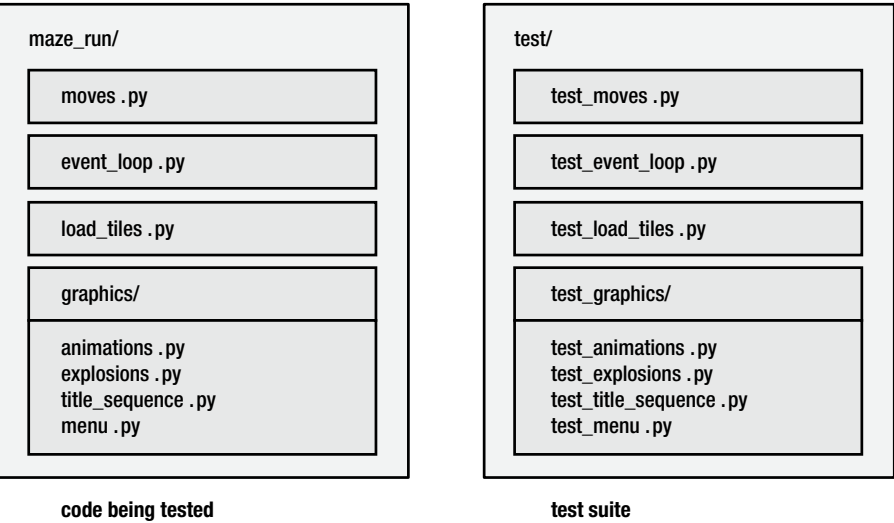 maze_run/
moves .py
event_loop .py
load_tiles .py
graphics/
animations .py
explosions .py
title_sequence .py
menu .py
code being tested
test/
test_moves .py
test_event_loop .py
test_load_tiles .py
test_graphics/
test_animations .py
test_explosions .py
test_title_sequence .py
test_menu .py
test suite